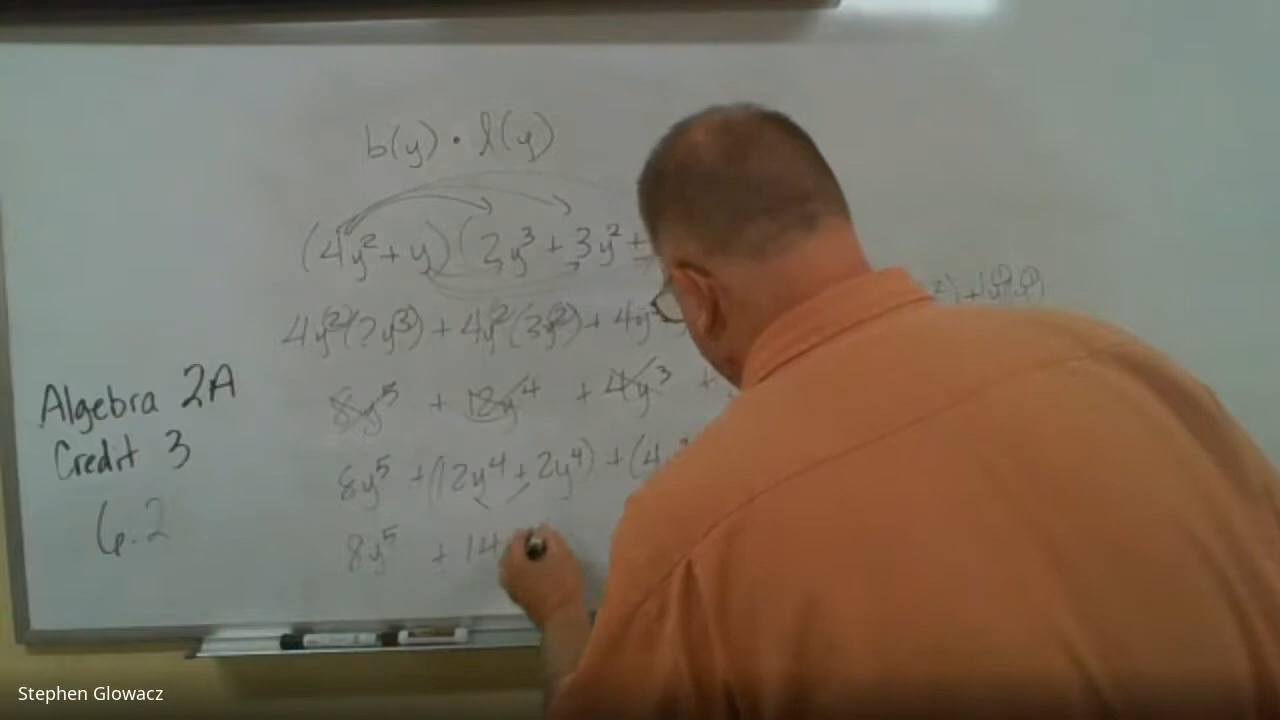 b(y) · l(y)
(4y² + y)(2y³ + 3y² +
4y²(2y³) + 4y²(3y²) + 4y²
8y⁵ + 12y⁴ + 4y³ +
8y⁵ + (12y⁴ + 2y⁴) + (4
8y⁵ + 14
Algebra 2A
Credit 3
6.2
Stephen Glowacz